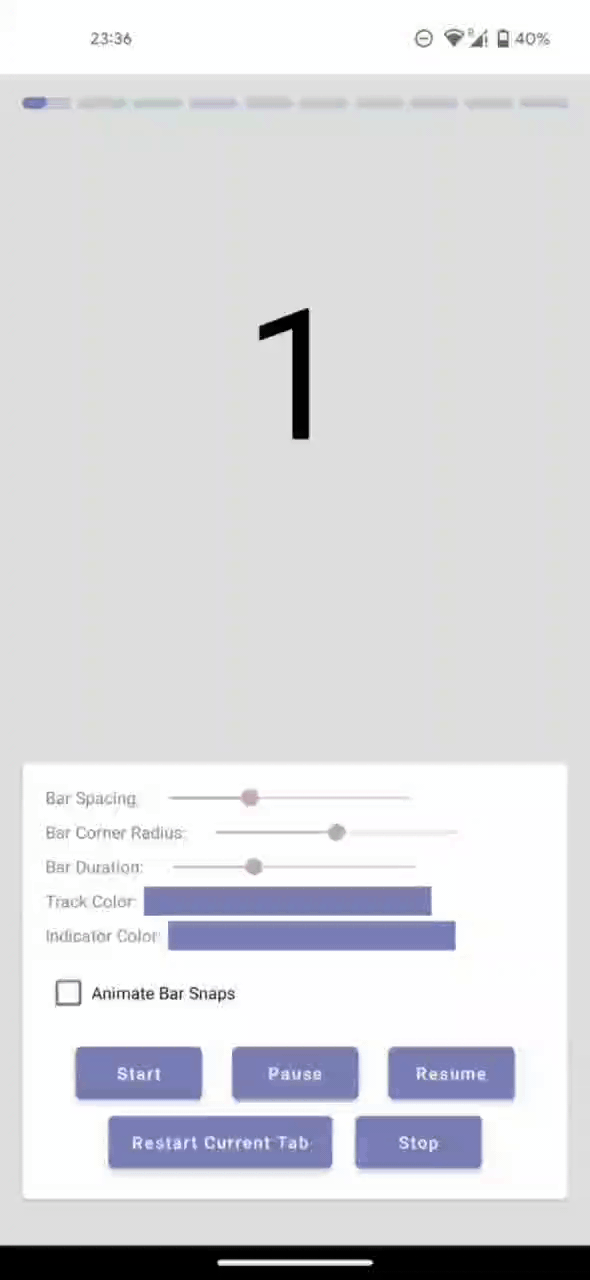 23:36
R
40%
1
Bar Spacing:
Bar Corner Radius:
Bar Duration:
Track Color:
Indicator Color:
Animate Bar Snaps
Start
Pause
Resume
Restart Current Tab
Stop